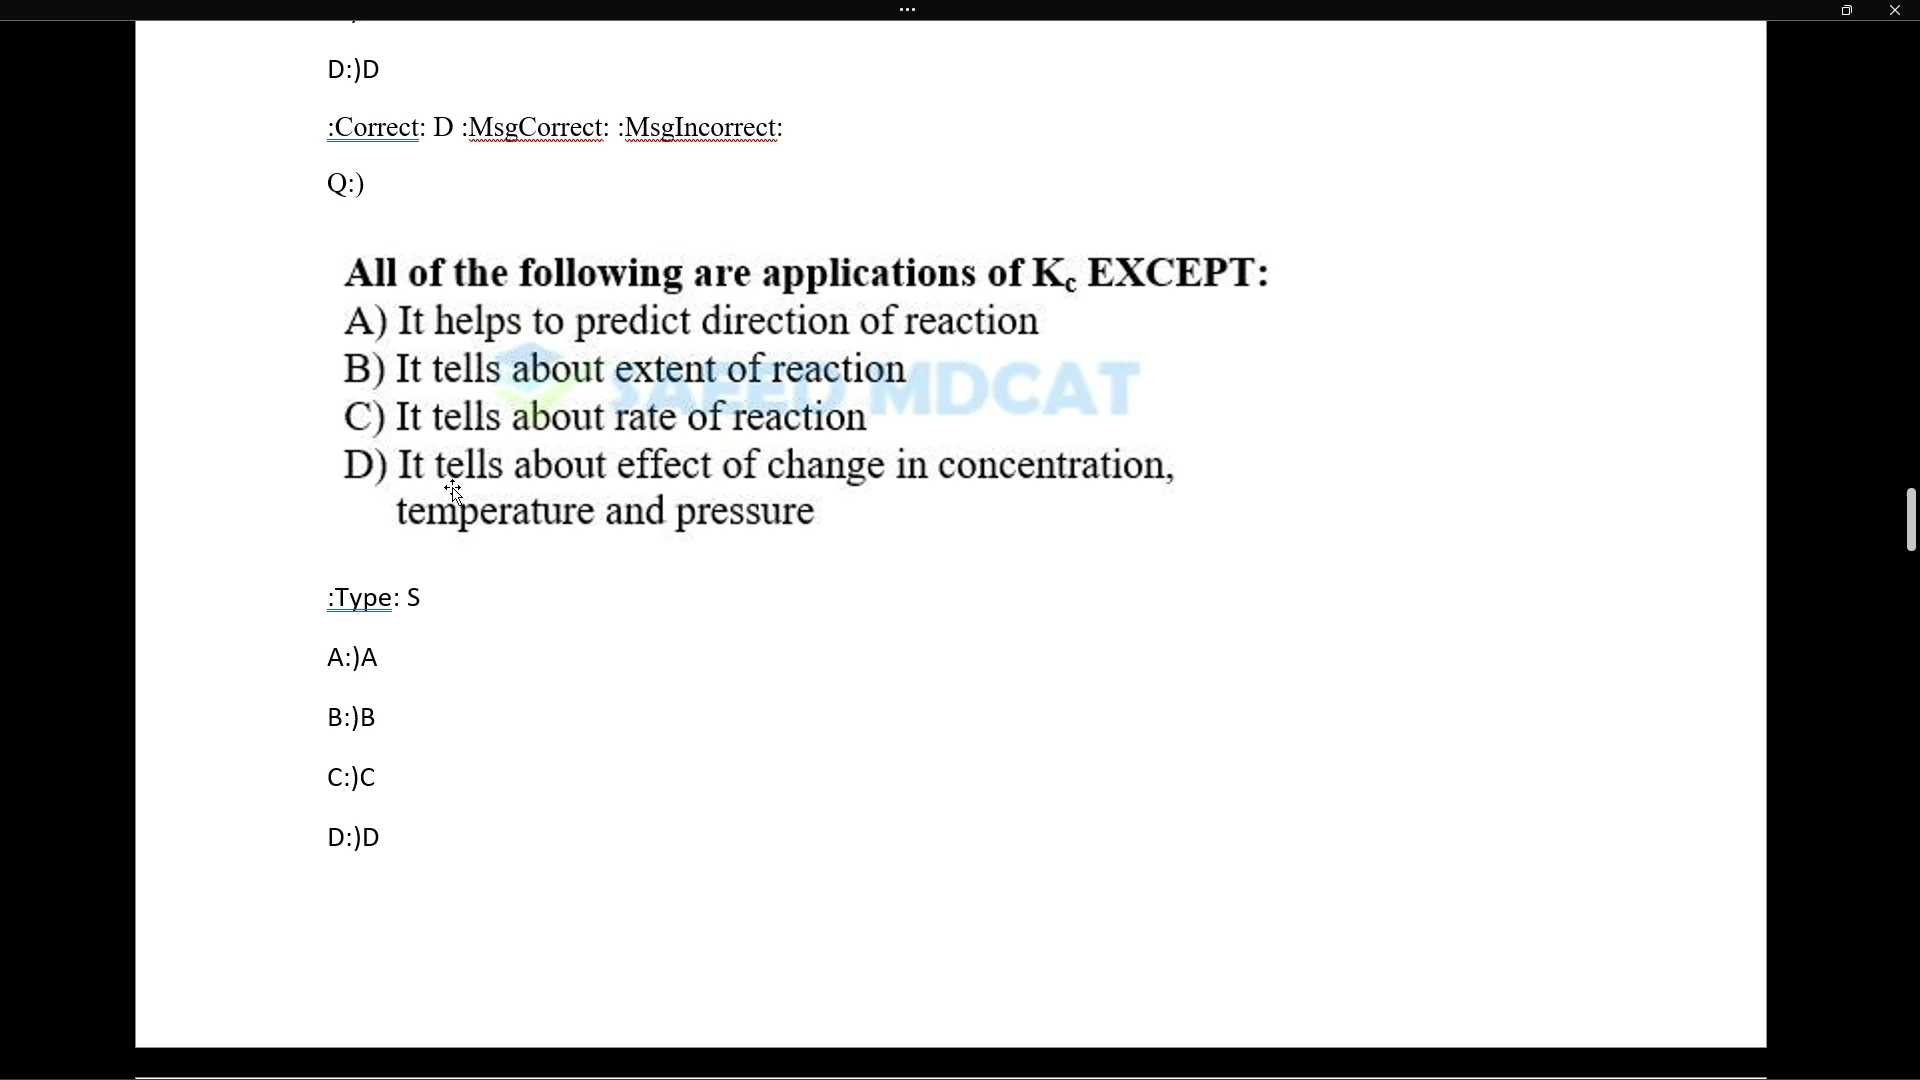 D:)D
:Correct: D :MsgCorrect: :MsgIncorrect:
Q:)
All of the following are applications of Kc EXCEPT:
A) It helps to predict direction of reaction
B) It tells about extent of reaction
SAEED MDCAT
C) It tells about rate of reaction
D) It tells about effect of change in concentration,
temperature and pressure
:Type: S
A:)A
B:)B
C:)C
D:)D